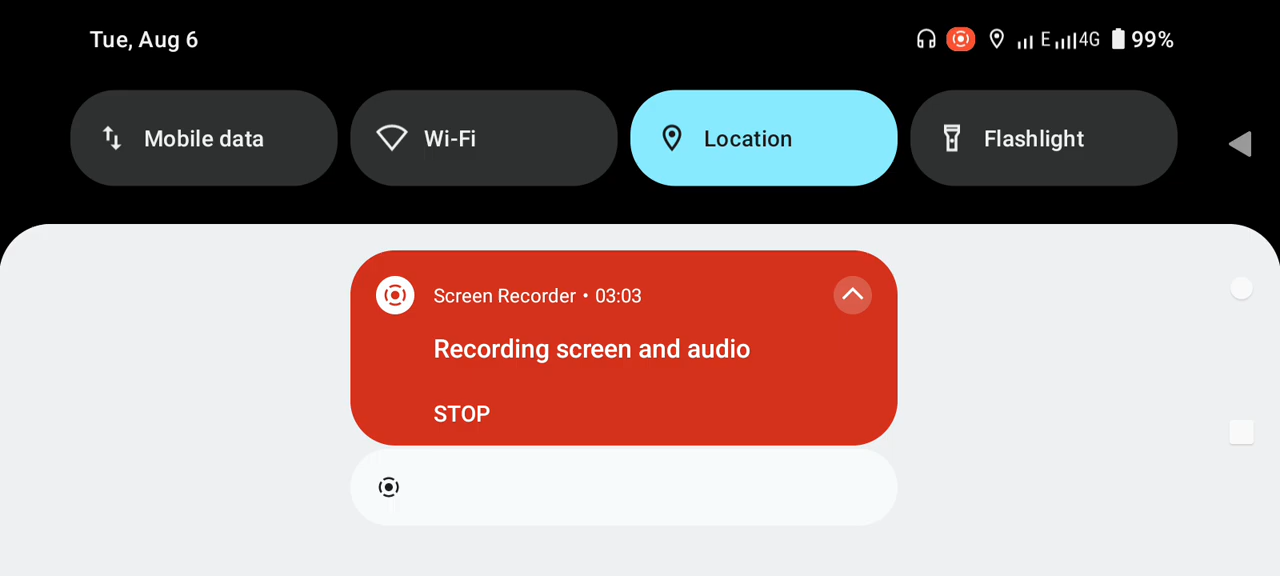 Tue, Aug 6
E 4G 99%
Mobile data
Wi-Fi
Location
Flashlight
Screen Recorder • 03:03
Recording screen and audio
STOP